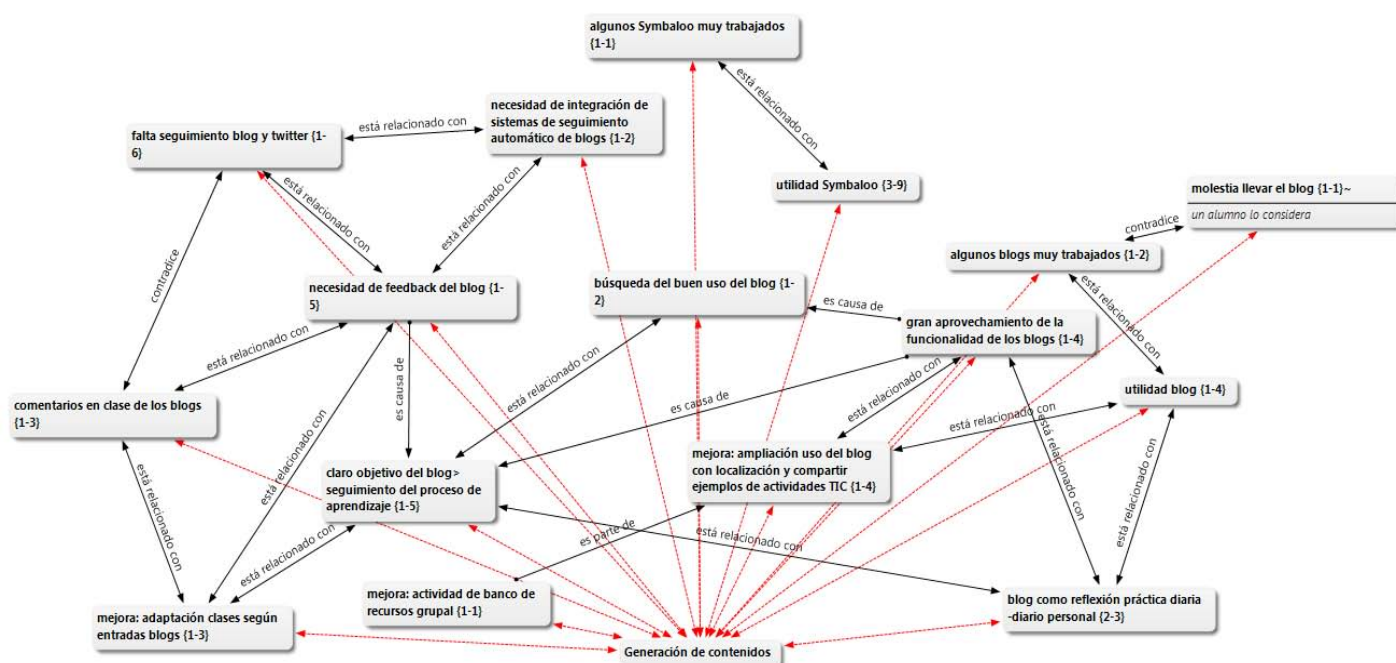 algunos Symbaloo muy trabajados
{1-1}
está relacionado con
necesidad de integración de
sistemas de seguimiento
automático de blogs {1-2}
falta seguimiento blog y twitter {1-
6}
está relacionado con
utilidad Symbaloo {3-9}
molestia llevar el blog {1-1}~
un alumno lo considera
contradice
algunos blogs muy trabajados {1-2}
está relacionado con
está relacionado con
contradice
necesidad de feedback del blog {1-
5}
búsqueda del buen uso del blog {1-
2}
es causa de
gran aprovechamiento de la
funcionalidad de los blogs {1-4}
está relacionado con
está relacionado con
es causa de
está relacionado con
es causa de
está relacionado con
utilidad blog {1-4}
comentarios en clase de los blogs
{1-3}
está relacionado con
está relacionado con
está relacionado con
mejora: ampliación uso del blog
con localización y compartir
ejemplos de actividades TIC {1-4}
claro objetivo del blog>
seguimiento del proceso de
aprendizaje {1-5}
está relacionado con
está relacionado con
está relacionado con
es parte de
está relacionado con
mejora: actividad de banco de
recursos grupal {1-1}
mejora: adaptación clases según
entradas blogs {1-3}
blog como reflexión práctica diaria
-diario personal {2-3}
Generación de contenidos